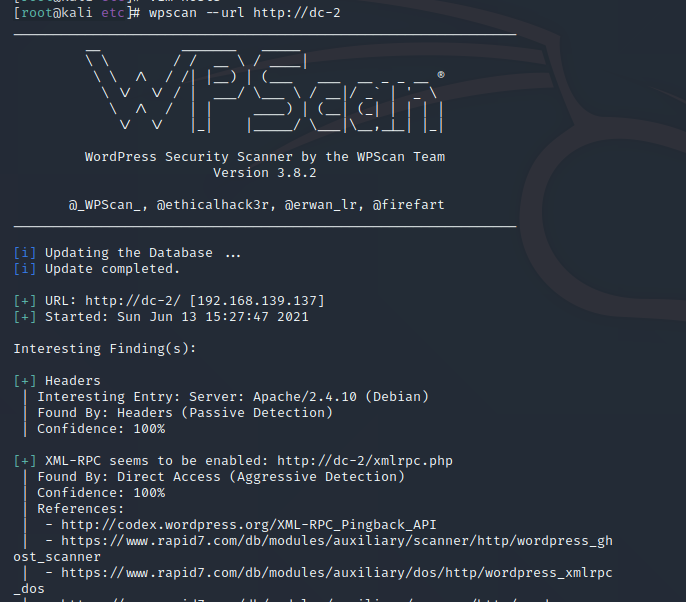 [root@kali etc]# wpscan --url http://dc-2
WPScan ®
WordPress Security Scanner by the WPScan Team
Version 3.8.2
@_WPScan_, @ethicalhack3r, @erwan_lr, @firefart
[i] Updating the Database ...
[i] Update completed.
[+] URL: http://dc-2/ [192.168.139.137]
[+] Started: Sun Jun 13 15:27:47 2021
Interesting Finding(s):
[+] Headers
| Interesting Entry: Server: Apache/2.4.10 (Debian)
| Found By: Headers (Passive Detection)
| Confidence: 100%
[+] XML-RPC seems to be enabled: http://dc-2/xmlrpc.php
| Found By: Direct Access (Aggressive Detection)
| Confidence: 100%
| References:
|  - http://codex.wordpress.org/XML-RPC_Pingback_API
|  - https://www.rapid7.com/db/modules/auxiliary/scanner/http/wordpress_gh
ost_scanner
|  - https://www.rapid7.com/db/modules/auxiliary/dos/http/wordpress_xmlrpc
_dos